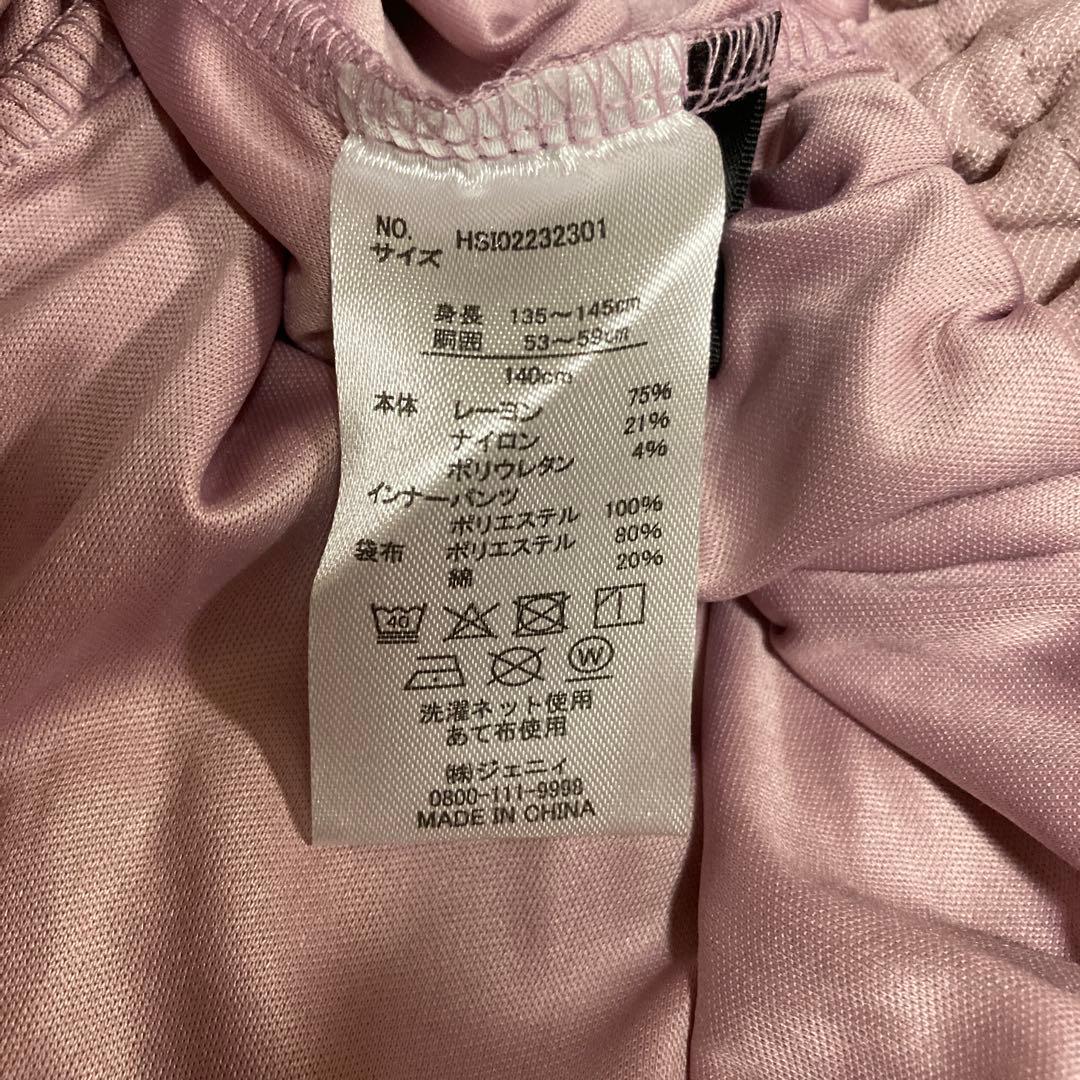 NO. HSI02232301
サイズ
身長 135～145cm
胴囲 53～59cm
140cm
本体 レーヨン 75%
ナイロン 21%
ポリウレタン 4%
インナーパンツ
ポリエステル 100%
袋布 ポリエステル 80%
綿 20%
40
W
洗濯ネット使用
あて布使用
㈱ジェニィ
0800-111-9998
MADE IN CHINA